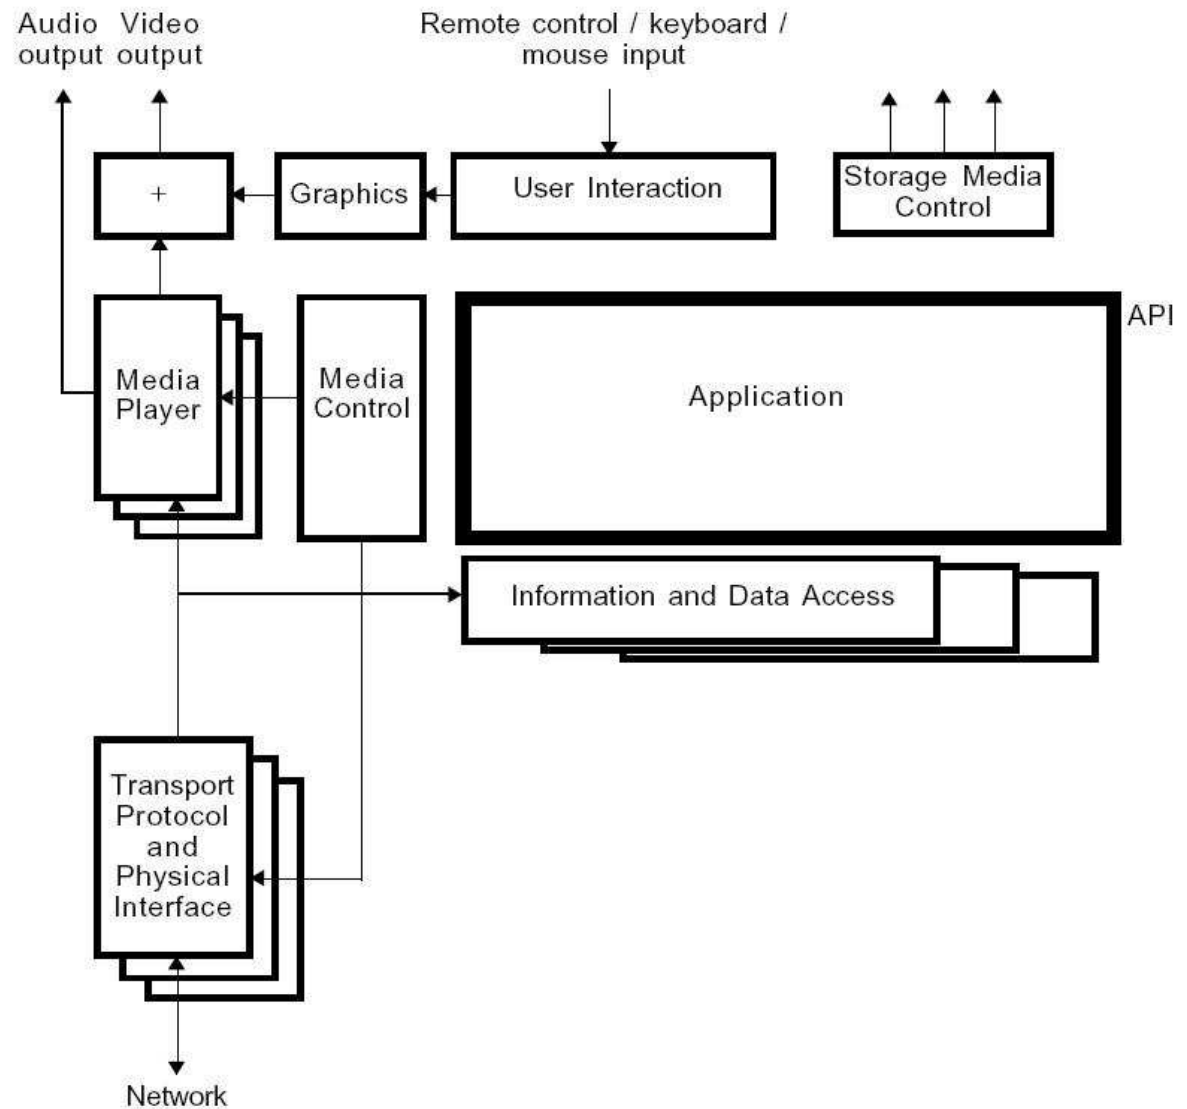 Audio Video
output output
Remote control / keyboard /
mouse input
+
Graphics
User Interaction
Storage Media
Control
Media
Player
Media
Control
Application
API
Information and Data Access
Transport
Protocol
and
Physical
Interface
Network